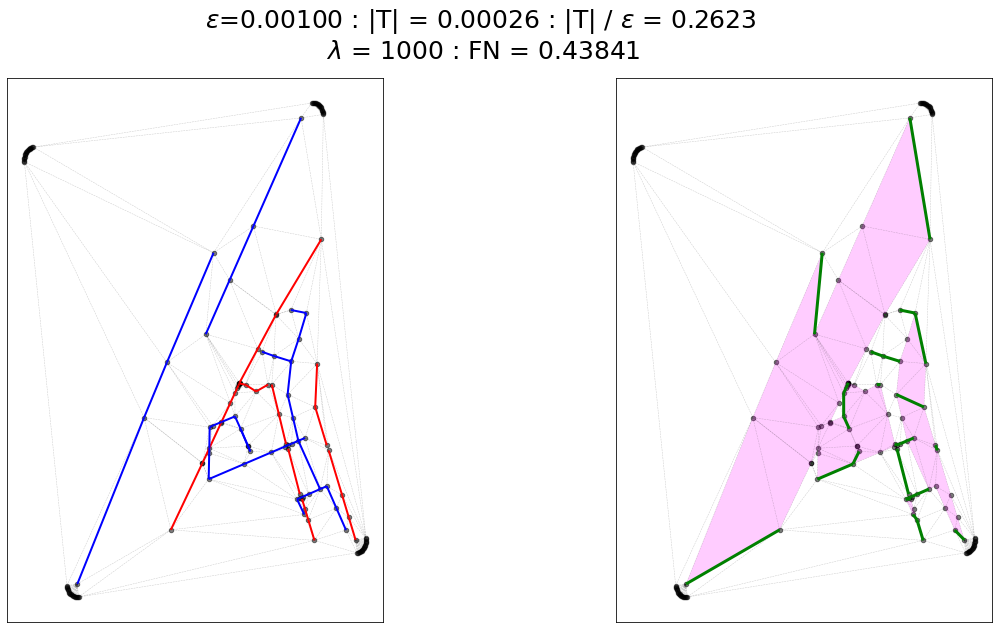 ε=0.00100 : |T| = 0.00026 : |T| / ε = 0.2623
λ = 1000 : FN = 0.43841